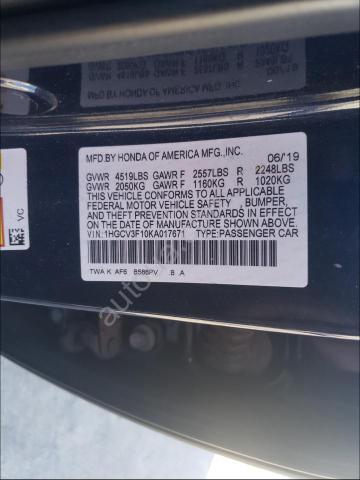 MFD.BY HONDA OF AMERICA MFG.,INC. 06/19
GVWR 4519LBS GAWR F 2557LBS R 2248LBS
GVWR 2050KG GAWR F 1160KG R 1020KG
THIS VEHICLE CONFORMS TO ALL APPLICABLE
FEDERAL MOTOR VEHICLE SAFETY, BUMPER,
AND THEFT PREVENTION STANDARDS IN EFFECT
ON THE DATE OF MANUFACTURE SHOWN ABOVE.
VIN:1HGCV3F10KA017671 TYPE:PASSENGER CAR
TWA K AF6 B588PV B A
VC